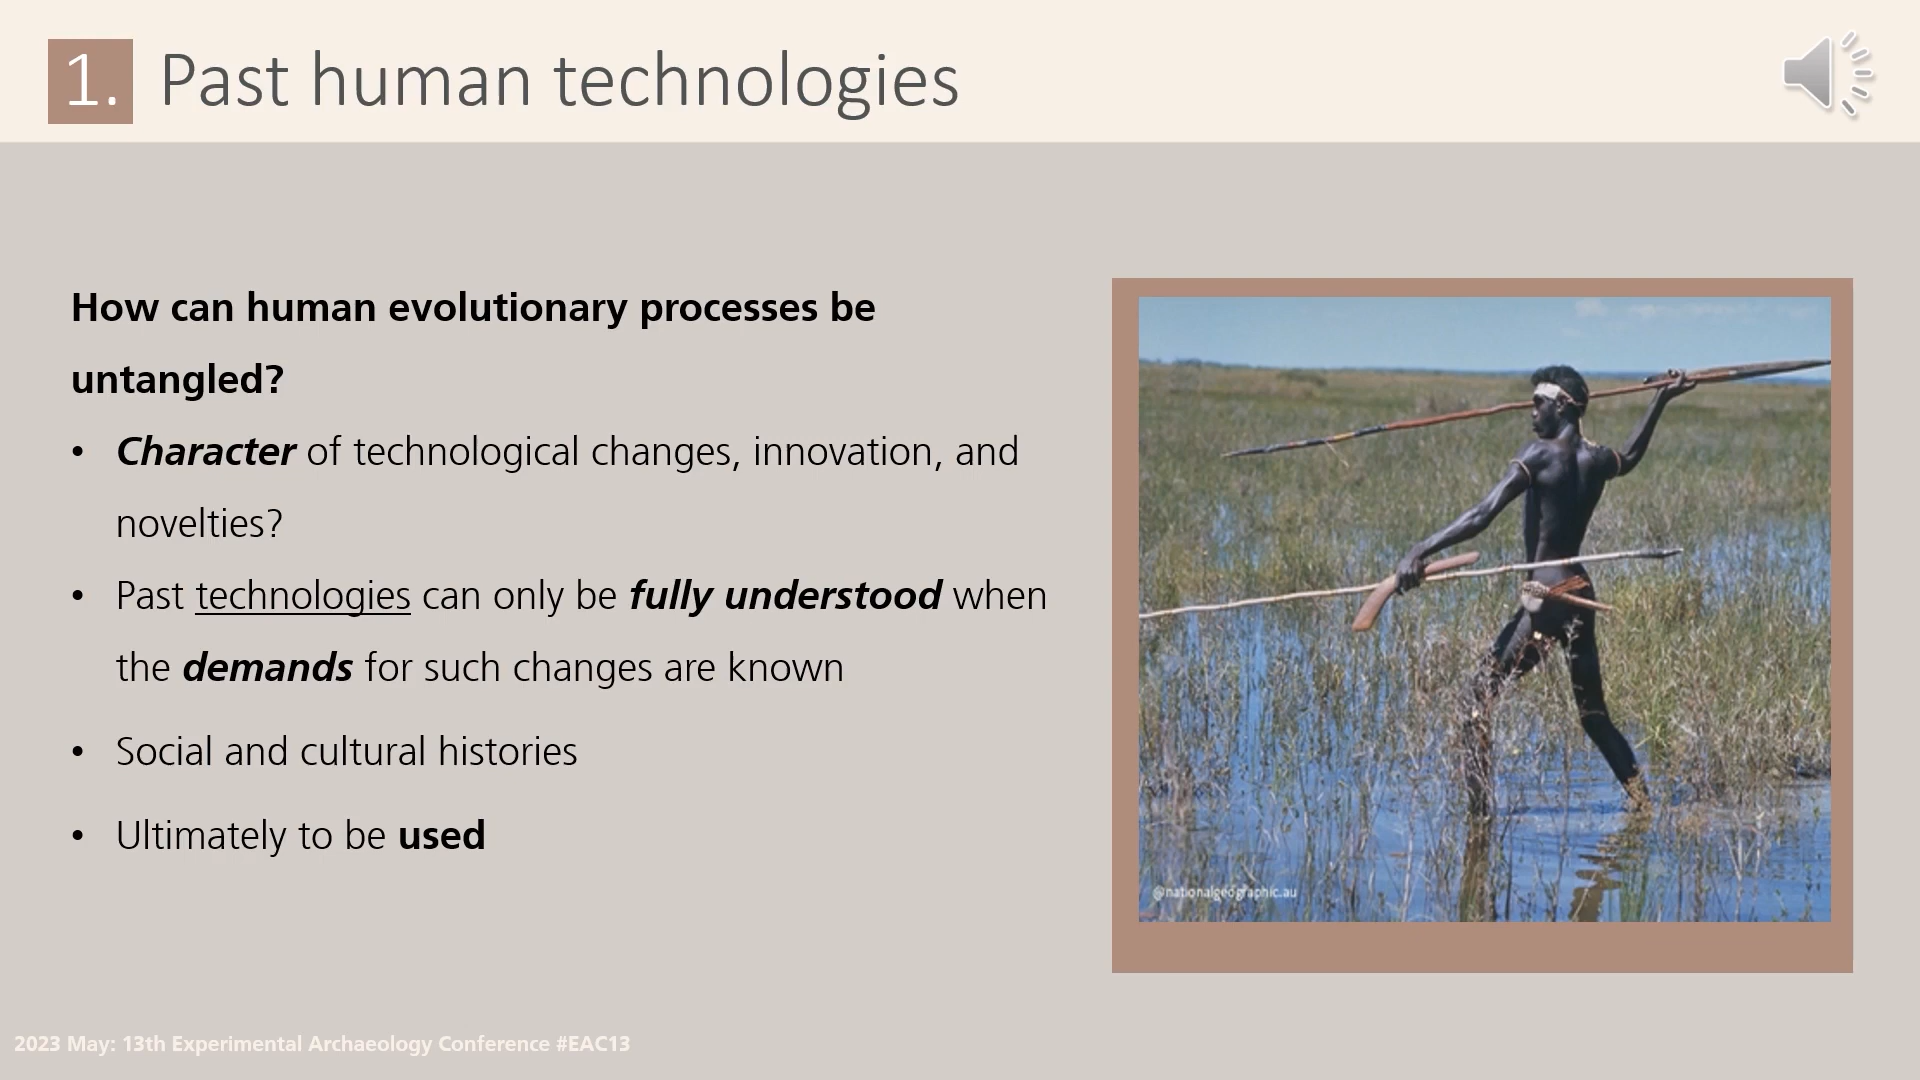 1. Past human technologies
How can human evolutionary processes be
untangled?
• Character of technological changes, innovation, and
novelties?
• Past technologies can only be fully understood when
the demands for such changes are known
• Social and cultural histories
• Ultimately to be used
@nationalgeographic.au
2023 May: 13th Experimental Archaeology Conference #EAC13